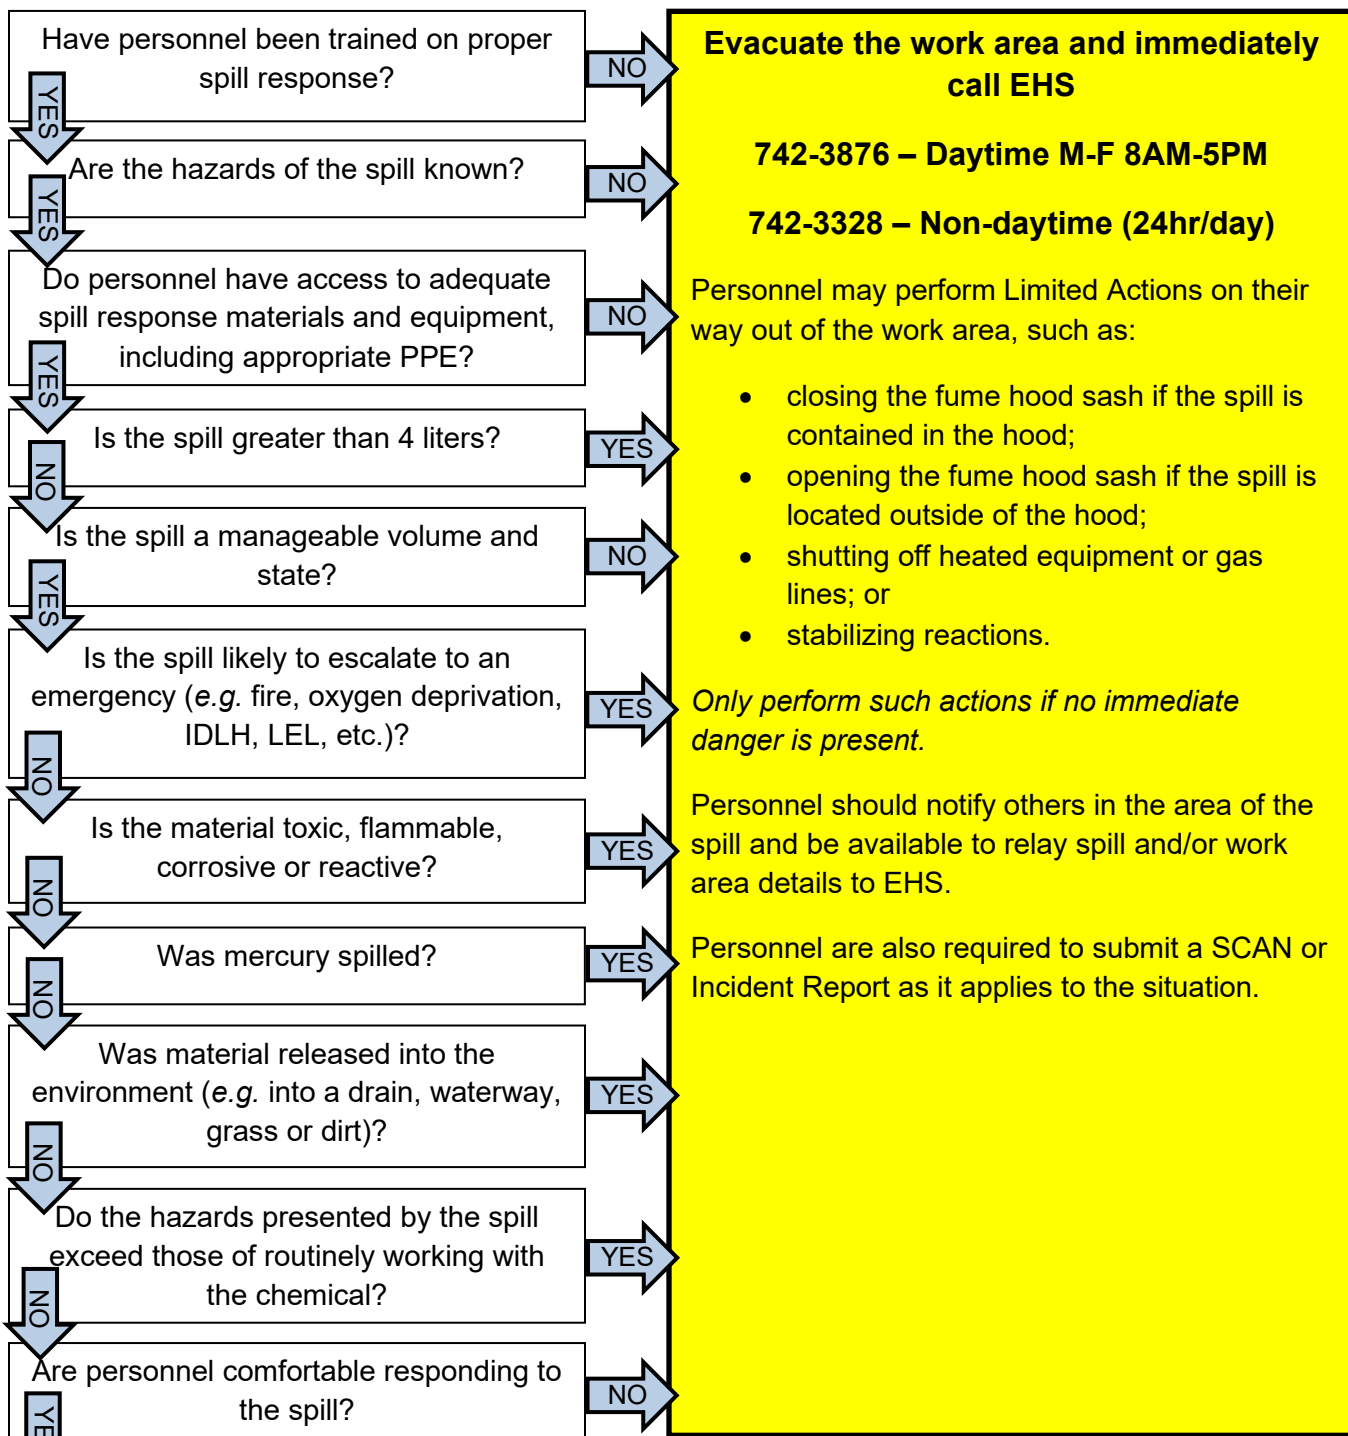 Have personnel been trained on proper
spill response?
NO
YES
Are the hazards of the spill known?
NO
YES
Do personnel have access to adequate
spill response materials and equipment,
including appropriate PPE?
NO
YES
Is the spill greater than 4 liters?
YES
NO
Is the spill a manageable volume and
state?
NO
YES
Is the spill likely to escalate to an
emergency (e.g. fire, oxygen deprivation,
IDLH, LEL, etc.)?
YES
NO
Is the material toxic, flammable,
corrosive or reactive?
YES
NO
Was mercury spilled?
YES
NO
Was material released into the
environment (e.g. into a drain, waterway,
grass or dirt)?
YES
NO
Do the hazards presented by the spill
exceed those of routinely working with
the chemical?
YES
NO
Are personnel comfortable responding to
the spill?
NO
Evacuate the work area and immediately
call EHS
742-3876 – Daytime M-F 8AM-5PM
742-3328 – Non-daytime (24hr/day)
Personnel may perform Limited Actions on their
way out of the work area, such as:
• closing the fume hood sash if the spill is
contained in the hood;
• opening the fume hood sash if the spill is
located outside of the hood;
• shutting off heated equipment or gas
lines; or
• stabilizing reactions.
Only perform such actions if no immediate
danger is present.
Personnel should notify others in the area of the
spill and be available to relay spill and/or work
area details to EHS.
Personnel are also required to submit a SCAN or
Incident Report as it applies to the situation.